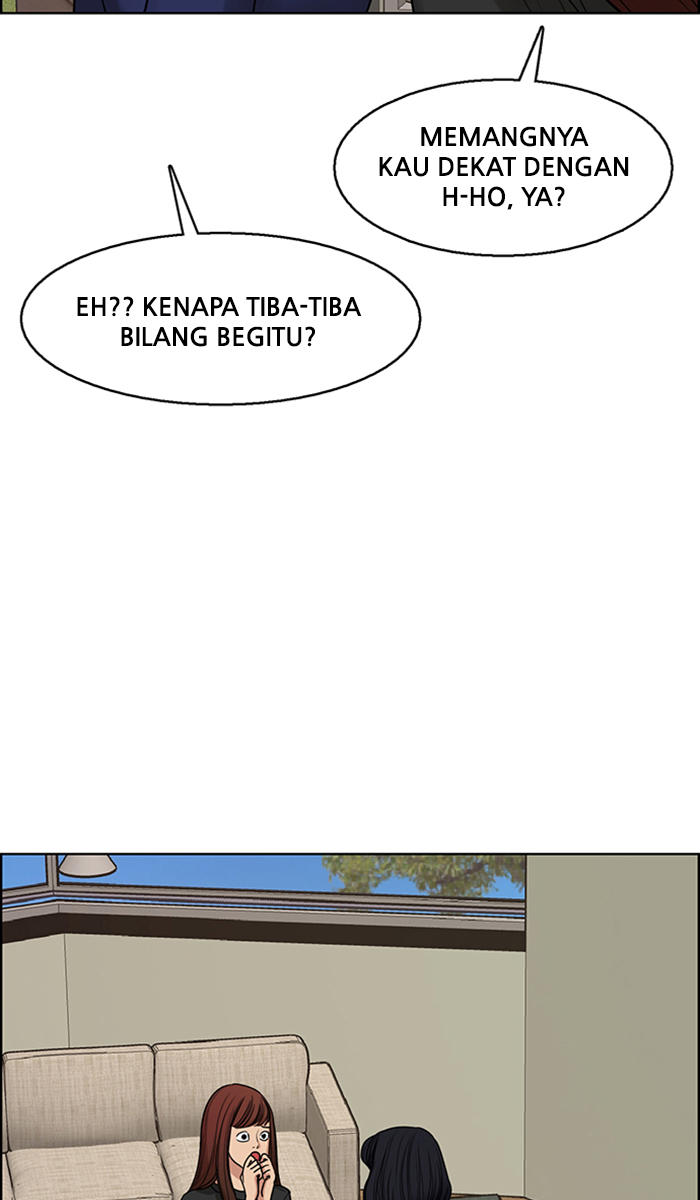 MEMANGNYA
KAU DEKAT DENGAN
H-HO, YA?
EH?? KENAPA TIBA-TIBA
BILANG BEGITU?